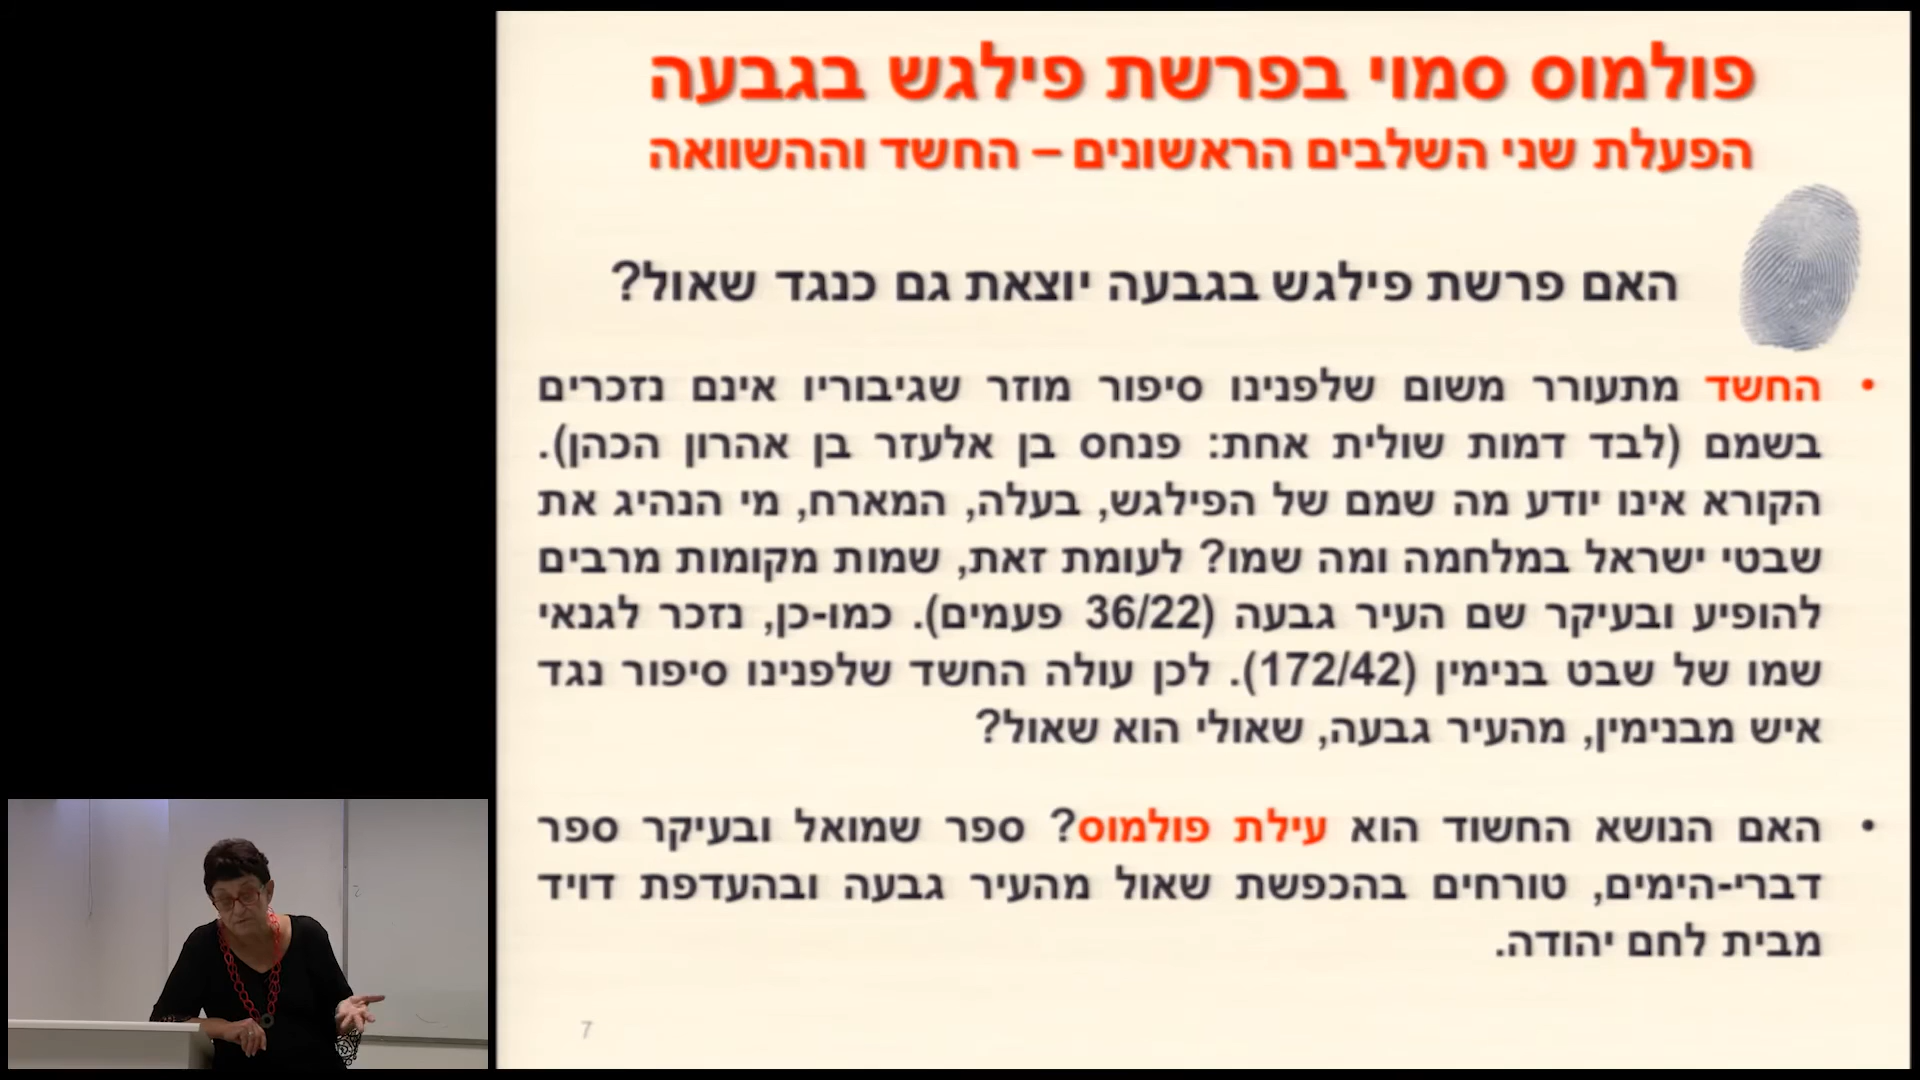 פולמוס סמוי בפרשת פילגש בגבעה
הפעלת שני השלבים הראשונים – החשד וההשוואה
האם פרשת פילגש בגבעה יוצאת גם כנגד שאול?
• החשד מתעורר משום שלפנינו סיפור מוזר שגיבוריו אינם נזכרים
בשמם (לבד דמות שולית אחת: פנחס בן אלעזר בן אהרון הכהן).
הקורא אינו יודע מה שמם של הפילגש, בעלה, המארח, מי הנהיג את
שבטי ישראל במלחמה ומה שמו? לעומת זאת, שמות מקומות מרבים
להופיע ובעיקר שם העיר גבעה (36/22 פעמים). כמו-כן, נזכר לגנאי
שמו של שבט בנימין (172/42). לכן עולה החשד שלפנינו סיפור נגד
איש מבנימין, מהעיר גבעה, שאולי הוא שאול?
• האם הנושא החשוד הוא עילת פולמוס? ספר שמואל ובעיקר ספר
דברי-הימים, טורחים בהכפשת שאול מהעיר גבעה ובהעדפת דויד
מבית לחם יהודה.
7